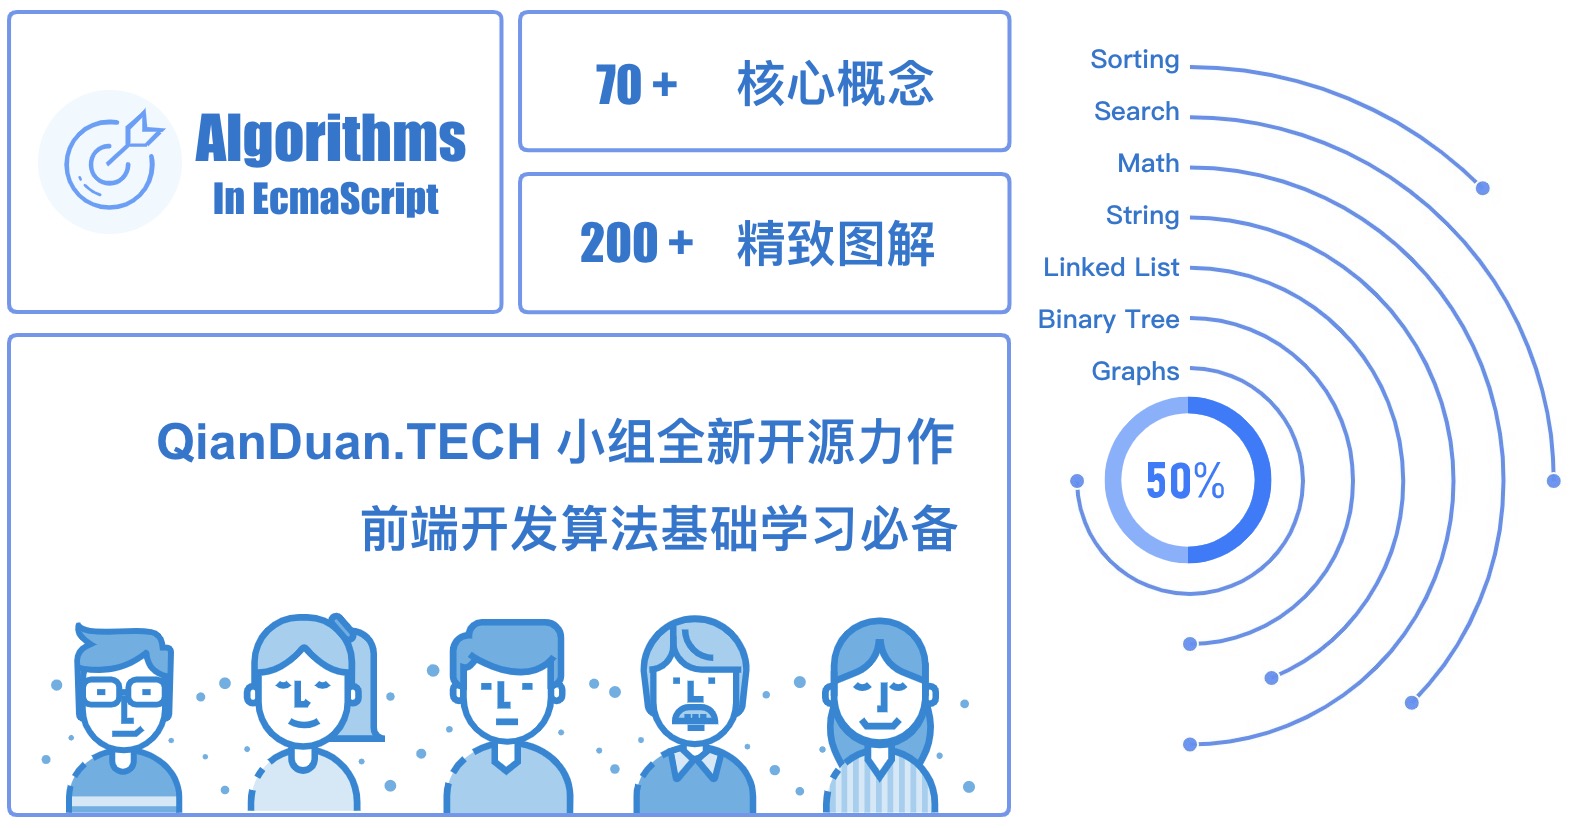 Algorithms
In EcmaScript
70 + 核心概念
200 + 精致图解
QianDuan.TECH 小组全新开源力作
前端开发算法基础学习必备
Sorting
Search
Math
String
Linked List
Binary Tree
Graphs
50%